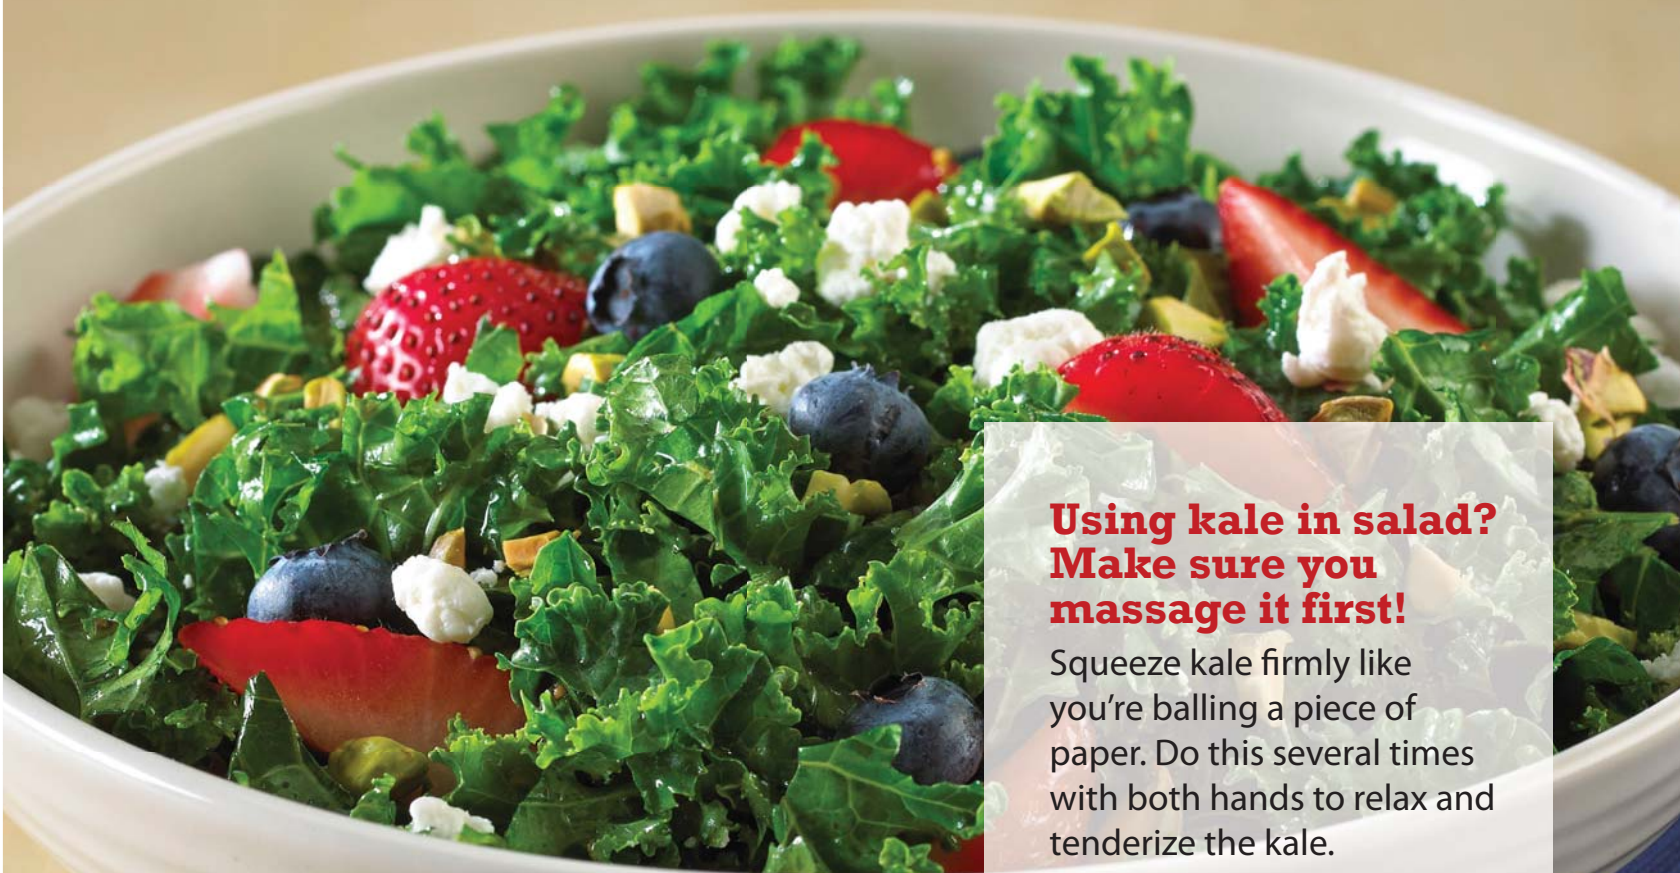 Using kale in salad?
Make sure you
massage it first!
Squeeze kale firmly like
you're balling a piece of
paper. Do this several times
with both hands to relax and
tenderize the kale.